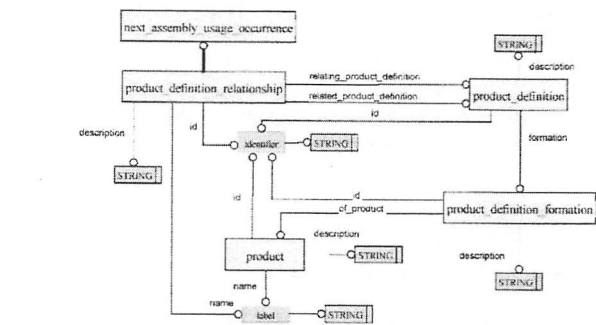 next_assembly_usage_occurrence
STRING
description
relating_product_definition
product_definition_relationship
related_product_definition
product_definition
id
description
id
formation
identifier
STRING
STRING
id
id
of_product
product_definition_formation
description
product
STRING
description
name
STRING
name
label
STRING